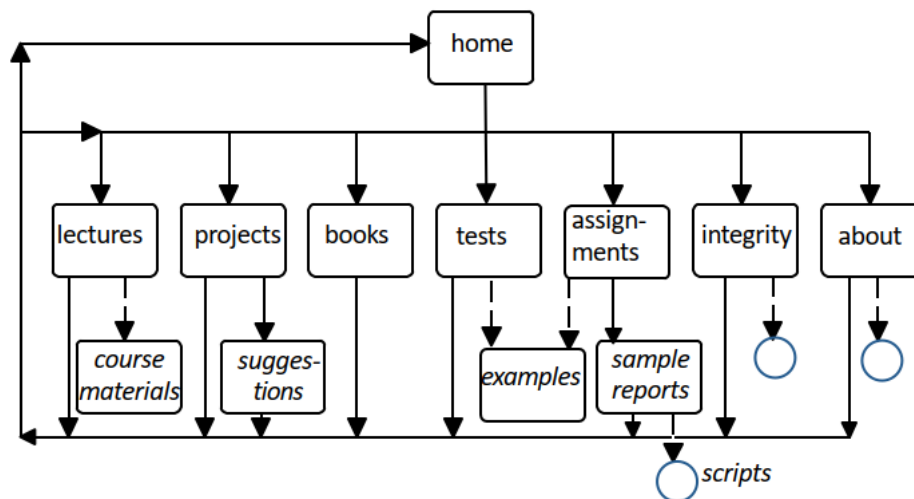 home
lectures
projects
books
tests
assign-
ments
integrity
about
course
materials
sugges-
tions
examples
sample
reports
scripts